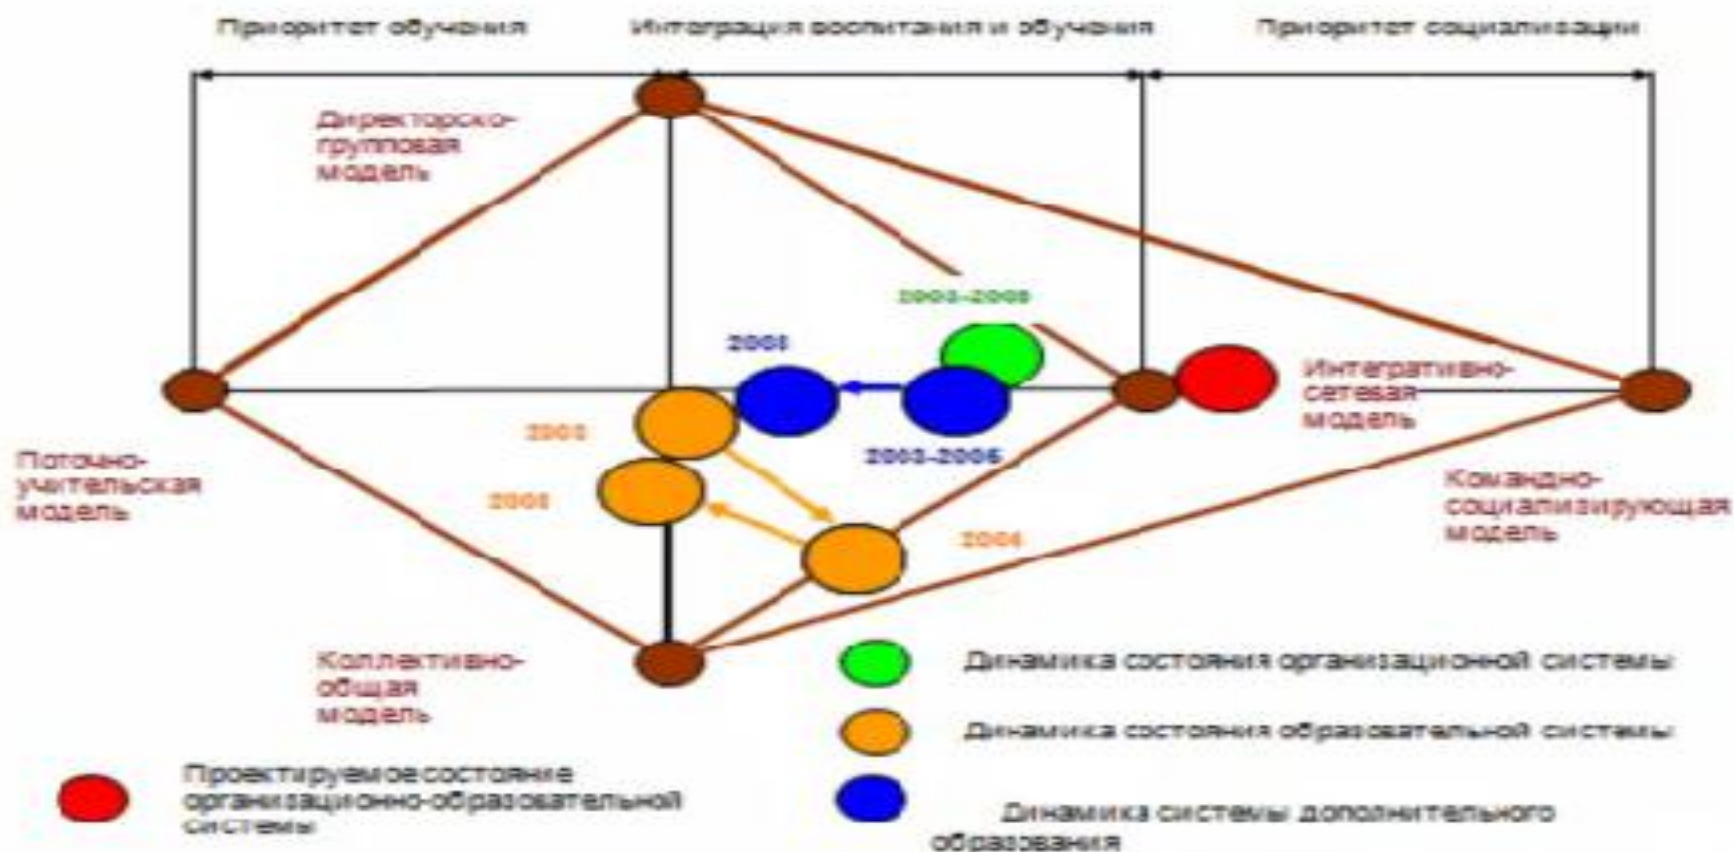 Приоритет обучения
Интеграция воспитания и обучения
Приоритет социализации
Директорско-
групповая
модель
Интегративно-
сетевая
модель
Поточно-
учительская
модель
Командно-
социализирующая
модель
Коллективно-
общая
модель
Динамика состояния организационной системы
Динамика состояния образовательной системы
Проектируемое состояние
организационно-образовательной
системы
Динамика системы дополнительного
образования